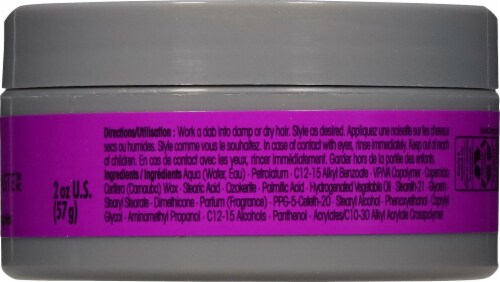 2 oz U.S.
(57g)
Directions/Utilisation : Work a dab into damp or dry hair. Style as desired. Appliquez une noisette sur les cheveux
secs ou humides. Style comme vous le souhaitez. In case of contact with eyes, rinse immediately. Keep out of reach
of children. En cas de contact avec les yeux, rincer immédiatement. Garder hors de la portée des enfants.
Ingredients / Ingrédients Aqua (Water, Eau) • Petrolatum • C12-15 Alkyl Benzoate • VP/VA Copolymer • Copernicia
Cerifera (Carnauba) Wax • Stearic Acid • Ozokerite • Palmitic Acid • Hydrogenated Vegetable Oil • Steareth-21 • Glyceryl
Stearyl Stearate • Dimethicone • Parfum (Fragrance) • PPG-5-Ceteth-20 • Stearyl Alcohol • Phenoxyethanol • Caprylyl
Glycol • Aminomethyl Propanol • C12-15 Alcohols • Panthenol • Acrylates/C10-30 Alkyl Acrylate Crosspolymer